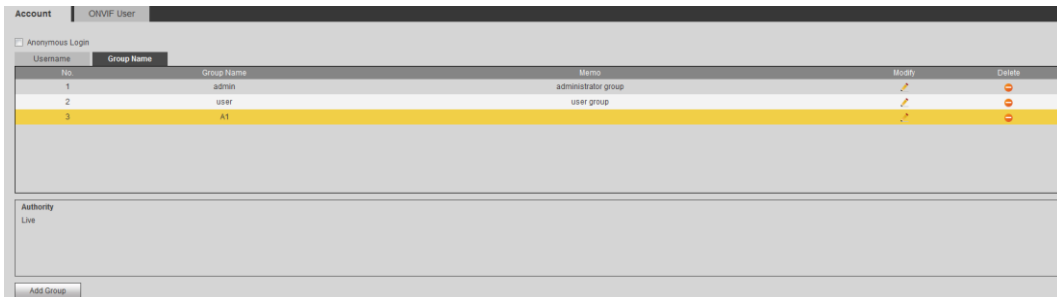 Account ONVIF User
Anonymous Login
Username Group Name
No. Group Name Memo Modify Delete
1 admin administrator group
2 user user group
3 A1
Authority
Live
Add Group